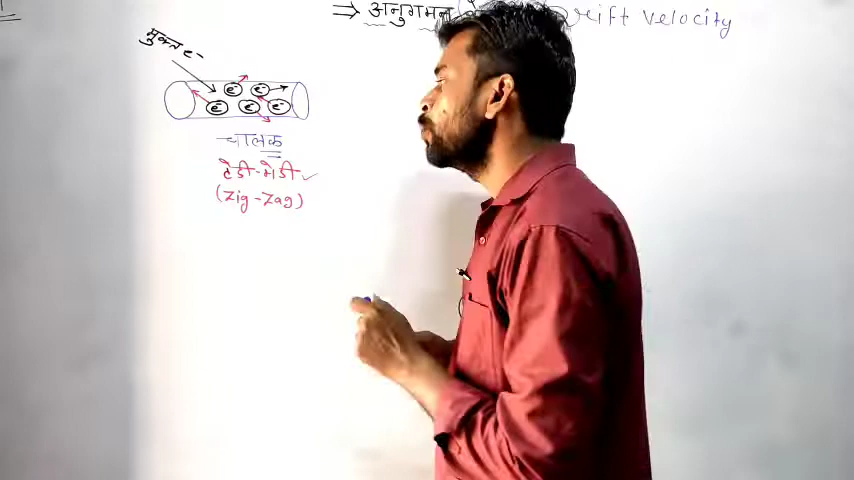 ⇒ अनुगमन rift velocity
मुक्त e-
e- e-
e- e- e-
चालक
टेडी-मेडी ✓
(Zig-Zag)